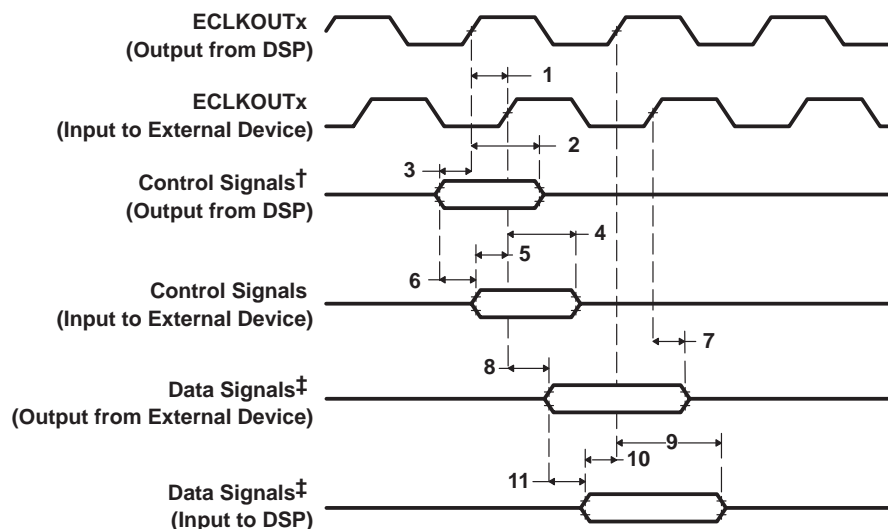 ECLKOUTx
(Output from DSP)
1
ECLKOUTx
(Input to External Device)
2
3
Control Signals†
(Output from DSP)
4
5
6
Control Signals
(Input to External Device)
7
8
Data Signals‡
(Output from External Device)
9
10
11
Data Signals‡
(Input to DSP)